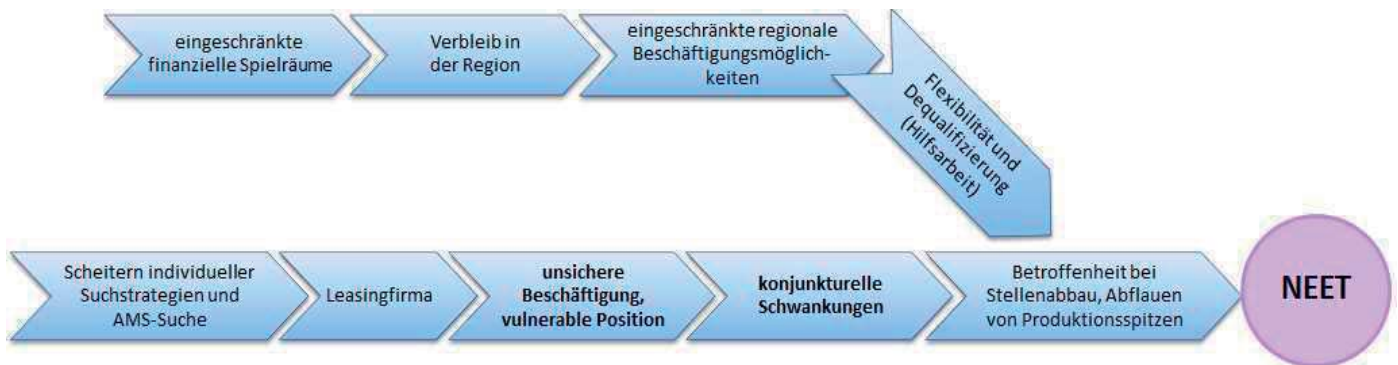 eingeschränkte
finanzielle Spielräume
Verbleib in
der Region
eingeschränkte regionale
Beschäftigungsmöglich-
keiten
Flexibilität und
Dequalifizierung
(Hilfsarbeit)
Scheitern individueller
Suchstrategien und
AMS-Suche
Leasingfirma
unsichere
Beschäftigung,
vulnerable Position
konjunkturelle
Schwankungen
Betroffenheit bei
Stellenabbau, Abflauen
von Produktionsspitzen
NEET